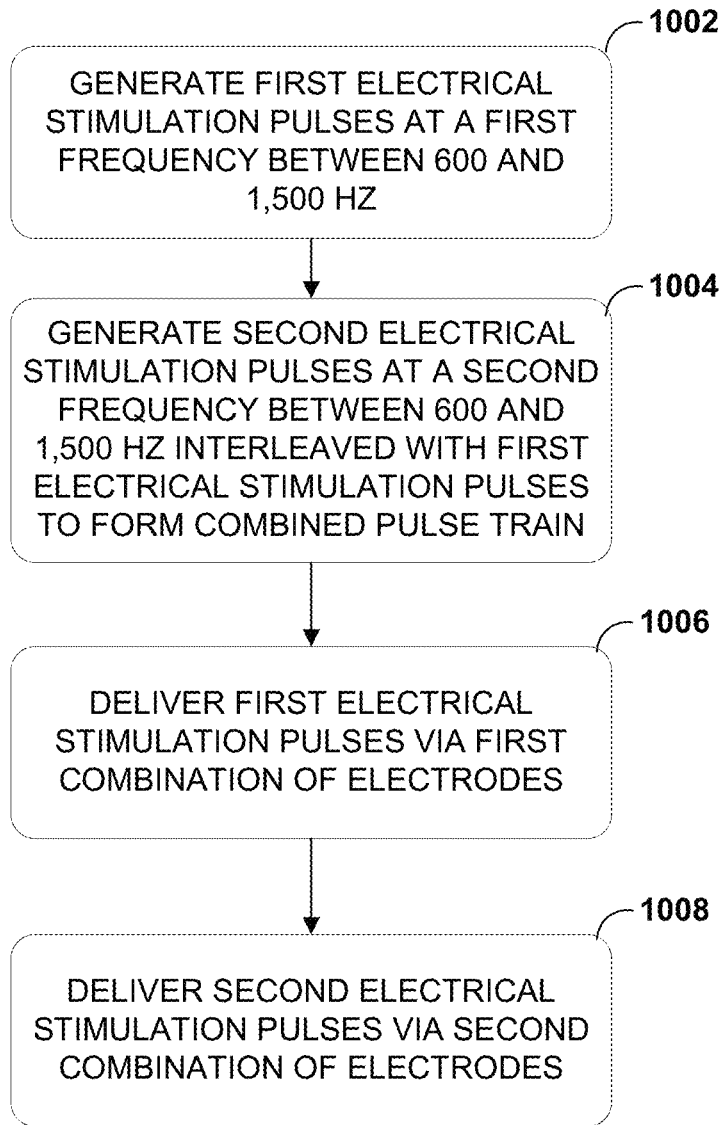 1002
GENERATE FIRST ELECTRICAL
STIMULATION PULSES AT A FIRST
FREQUENCY BETWEEN 600 AND
1,500 HZ
1004
GENERATE SECOND ELECTRICAL
STIMULATION PULSES AT A SECOND
FREQUENCY BETWEEN 600 AND
1,500 HZ INTERLEAVED WITH FIRST
ELECTRICAL STIMULATION PULSES
TO FORM COMBINED PULSE TRAIN
1006
DELIVER FIRST ELECTRICAL
STIMULATION PULSES VIA FIRST
COMBINATION OF ELECTRODES
1008
DELIVER SECOND ELECTRICAL
STIMULATION PULSES VIA SECOND
COMBINATION OF ELECTRODES